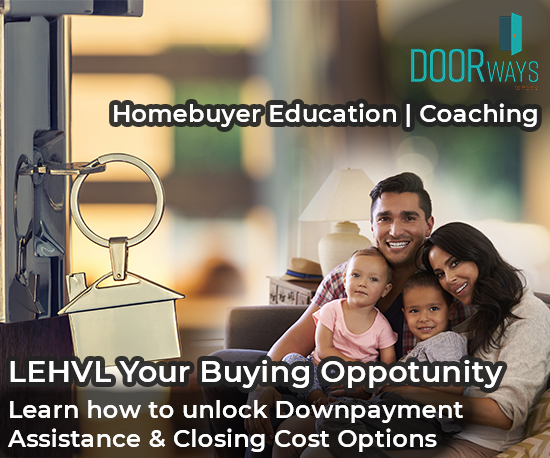 DOORWAYS
Homebuyer Education | Coaching
LEHVL Your Buying Oppotunity
Learn how to unlock Downpayment
Assistance & Closing Cost Options